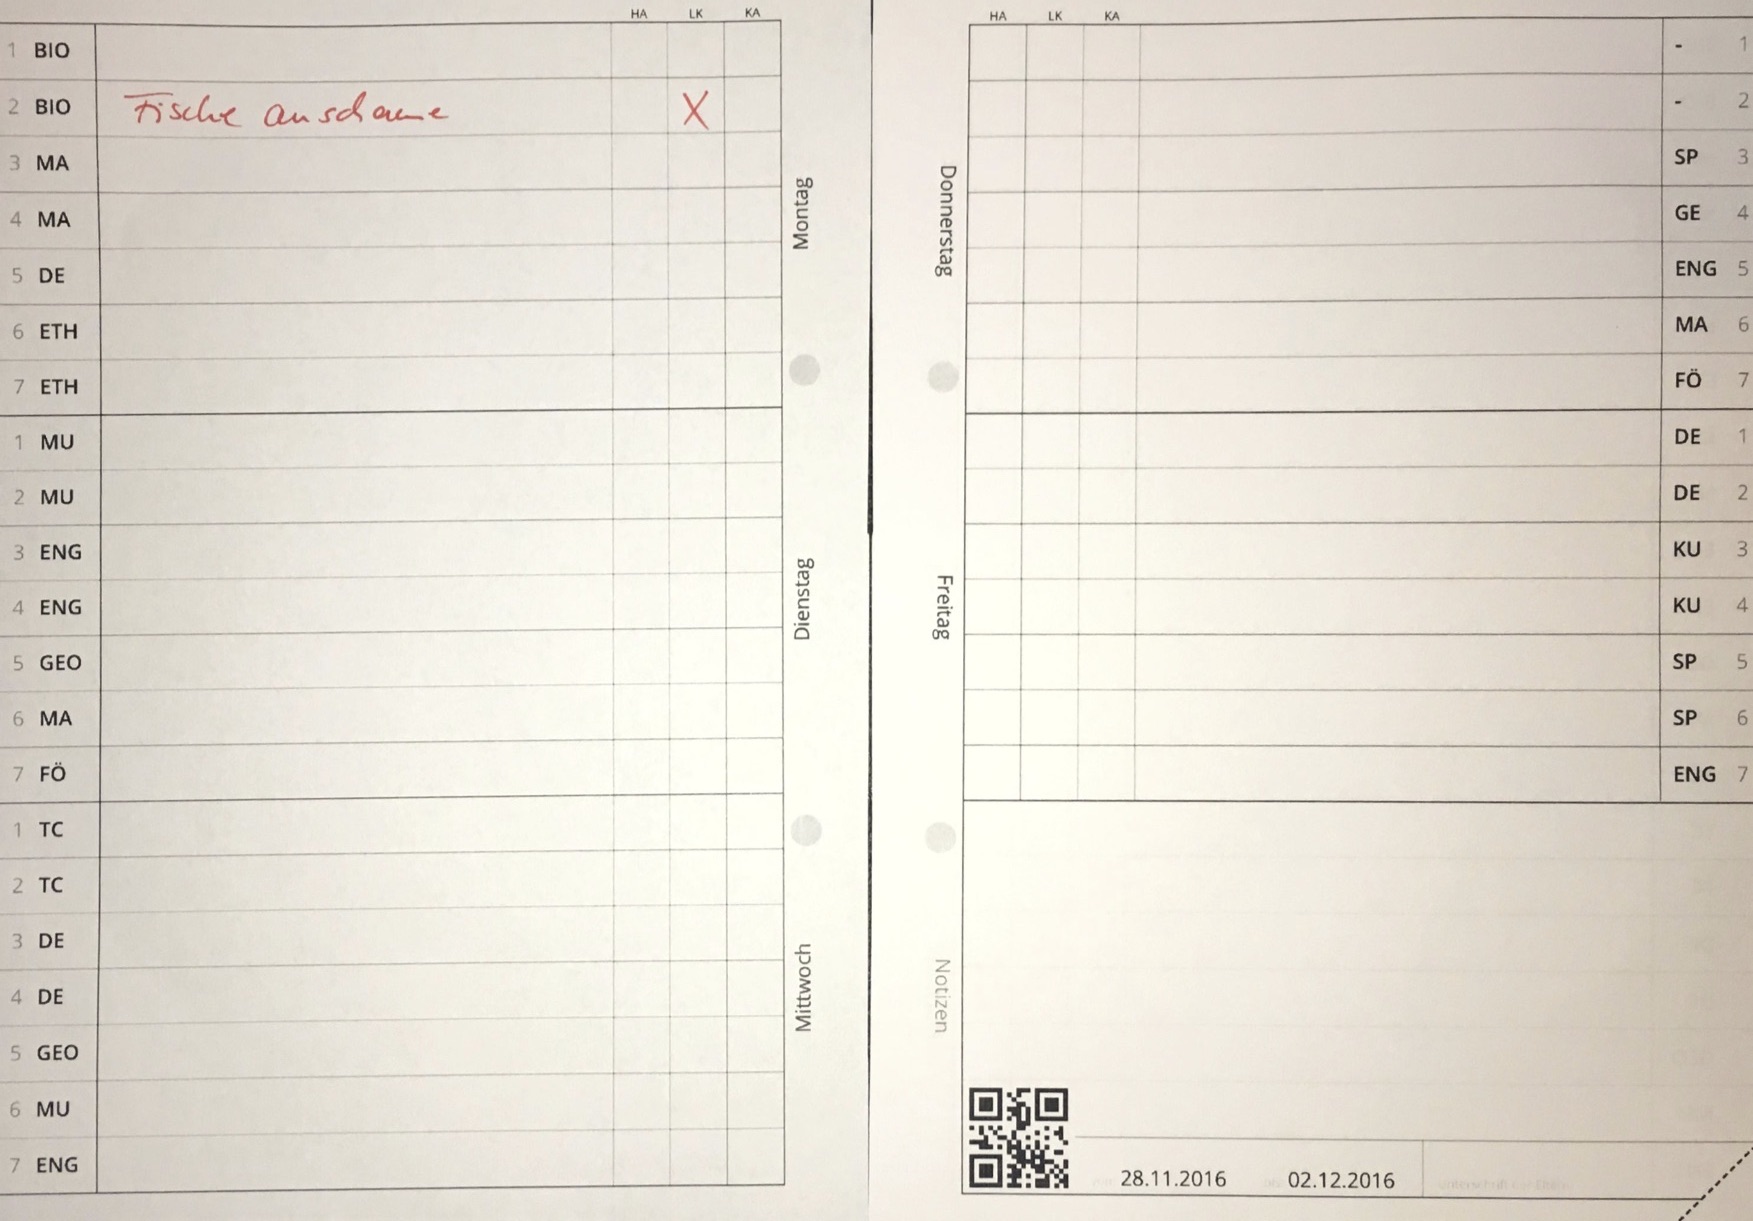 HA LK KA
1 BIO
2 BIO Fische anschaue X
3 MA
4 MA
5 DE
6 ETH
7 ETH
Montag
1 MU
2 MU
3 ENG
4 ENG
5 GEO
6 MA
7 FÖ
Dienstag
1 TC
2 TC
3 DE
4 DE
5 GEO
6 MU
7 ENG
Mittwoch
HA LK KA
- 1
- 2
SP 3
GE 4
ENG 5
MA 6
FÖ 7
Donnerstag
DE 1
DE 2
KU 3
KU 4
SP 5
SP 6
ENG 7
Freitag
Notizen
28.11.2016 02.12.2016